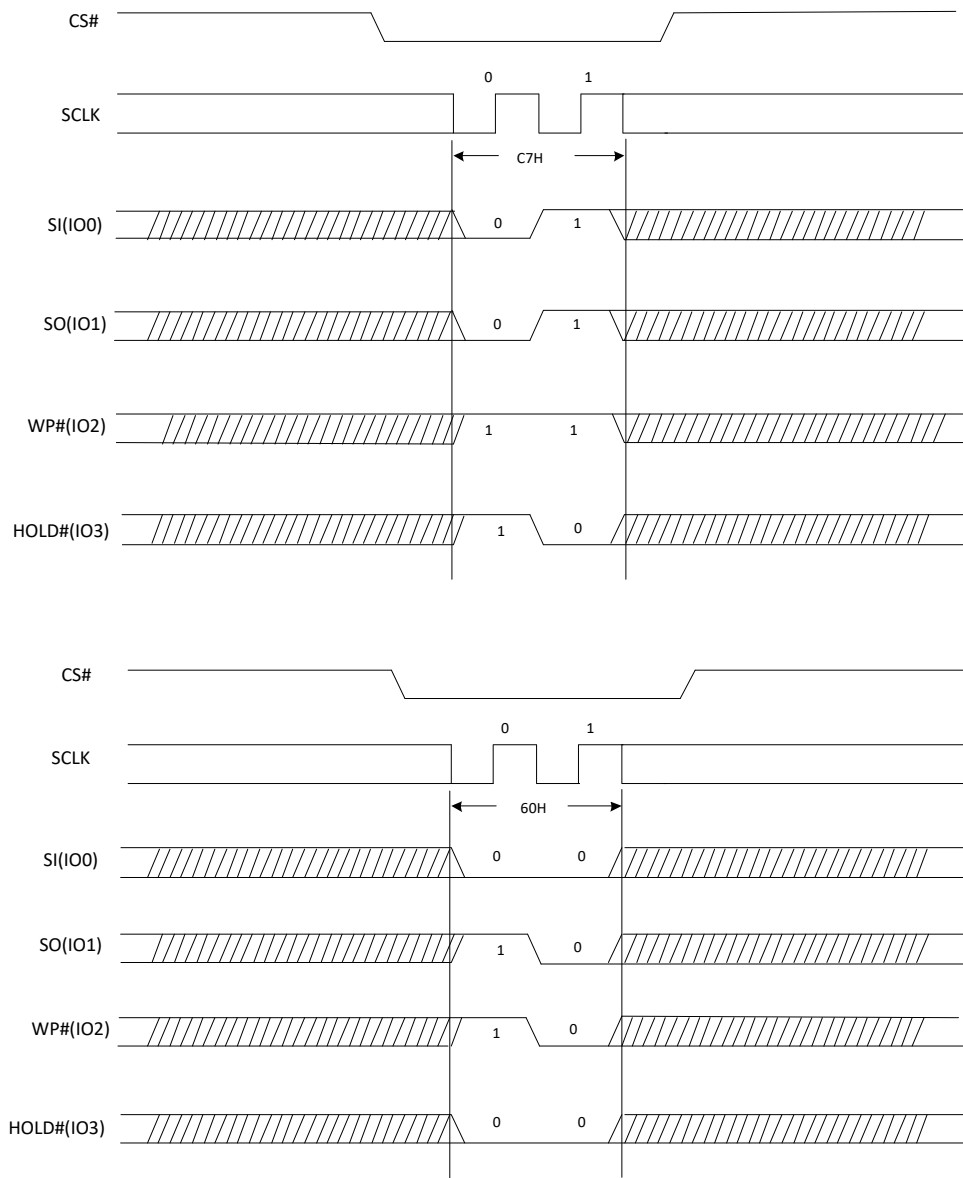 CS#
0 1
SCLK
C7H
SI(IO0) 0 1
SO(IO1) 0 1
WP#(IO2) 1 1
HOLD#(IO3) 1 0
CS#
0 1
SCLK
60H
SI(IO0) 0 0
SO(IO1) 1 0
WP#(IO2) 1 0
HOLD#(IO3) 0 0